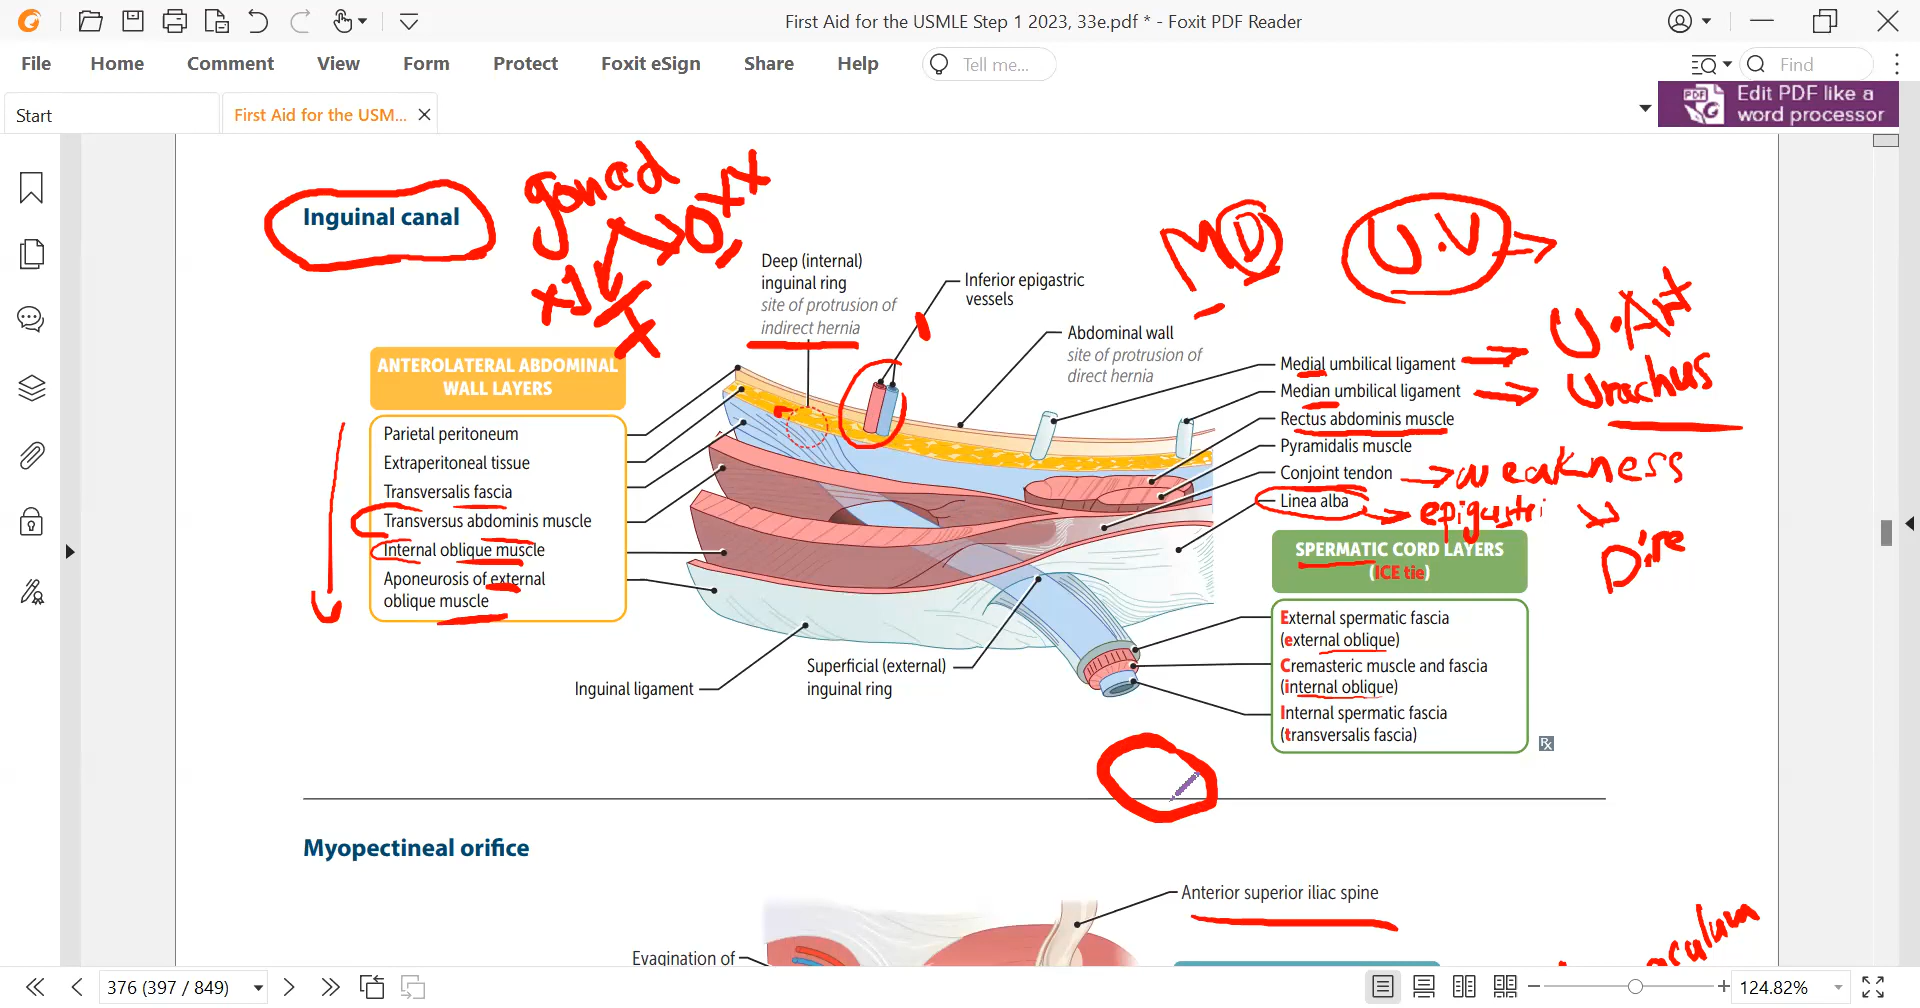 First Aid for the USMLE Step 1 2023, 33e.pdf * - Foxit PDF Reader
File Home Comment View Form Protect Foxit eSign Share Help Tell me... Find
Start First Aid for the USM... Edit PDF like a
word processor
Inguinal canal
gonad
XX
MD
U.V
Deep (internal)
inguinal ring
site of protrusion of
indirect hernia
Inferior epigastric
vessels
Abdominal wall
site of protrusion of
direct hernia
ANTEROLATERAL ABDOMINAL
WALL LAYERS
Parietal peritoneum
Extraperitoneal tissue
Transversalis fascia
Transversus abdominis muscle
Internal oblique muscle
Aponeurosis of external
oblique muscle
Medial umbilical ligament U.Art
Median umbilical ligament Urachus
Rectus abdominis muscle
Pyramidalis muscle
Conjoint tendon weakness
Linea alba epigastri
Dire
SPERMATIC CORD LAYERS
(ICE tie)
External spermatic fascia
(external oblique)
Cremasteric muscle and fascia
(internal oblique)
Internal spermatic fascia
(transversalis fascia)
Inguinal ligament
Superficial (external)
inguinal ring
Rx
Myopectineal orifice
Anterior superior iliac spine
Evagination of
376 (397 / 849) 124.82%